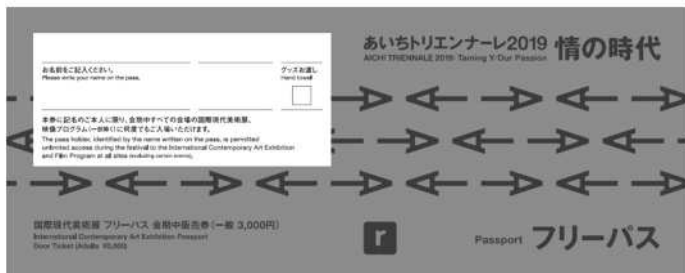 お名前をご記入ください。
Please write your name on the pass.
グッズお渡し
Hand towel
本券に記名のご本人に限り、会期中すべての会場の国際現代美術展、
映像プログラム(一部除く)に何度でもご入場いただけます。
The pass holder, identified by the name written on the pass, is permitted
unlimited access during the festival to the International Contemporary Art Exhibition
and Film Program at all sites (excluding certain events).
あいちトリエンナーレ2019 情の時代
AICHI TRIENNALE 2019: Taming Y/Our Passion
国際現代美術展 フリーパス 会期中販売券(一般 3,000円)
International Contemporary Art Exhibition Passport
Door Ticket (Adults ¥3,000)
r
Passport フリーパス